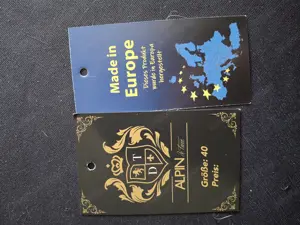 Made in
Europe
Dieses Produkt
wurde in Europa
hergestellt
T
D
ALPIN
Größe: 40
Preis: